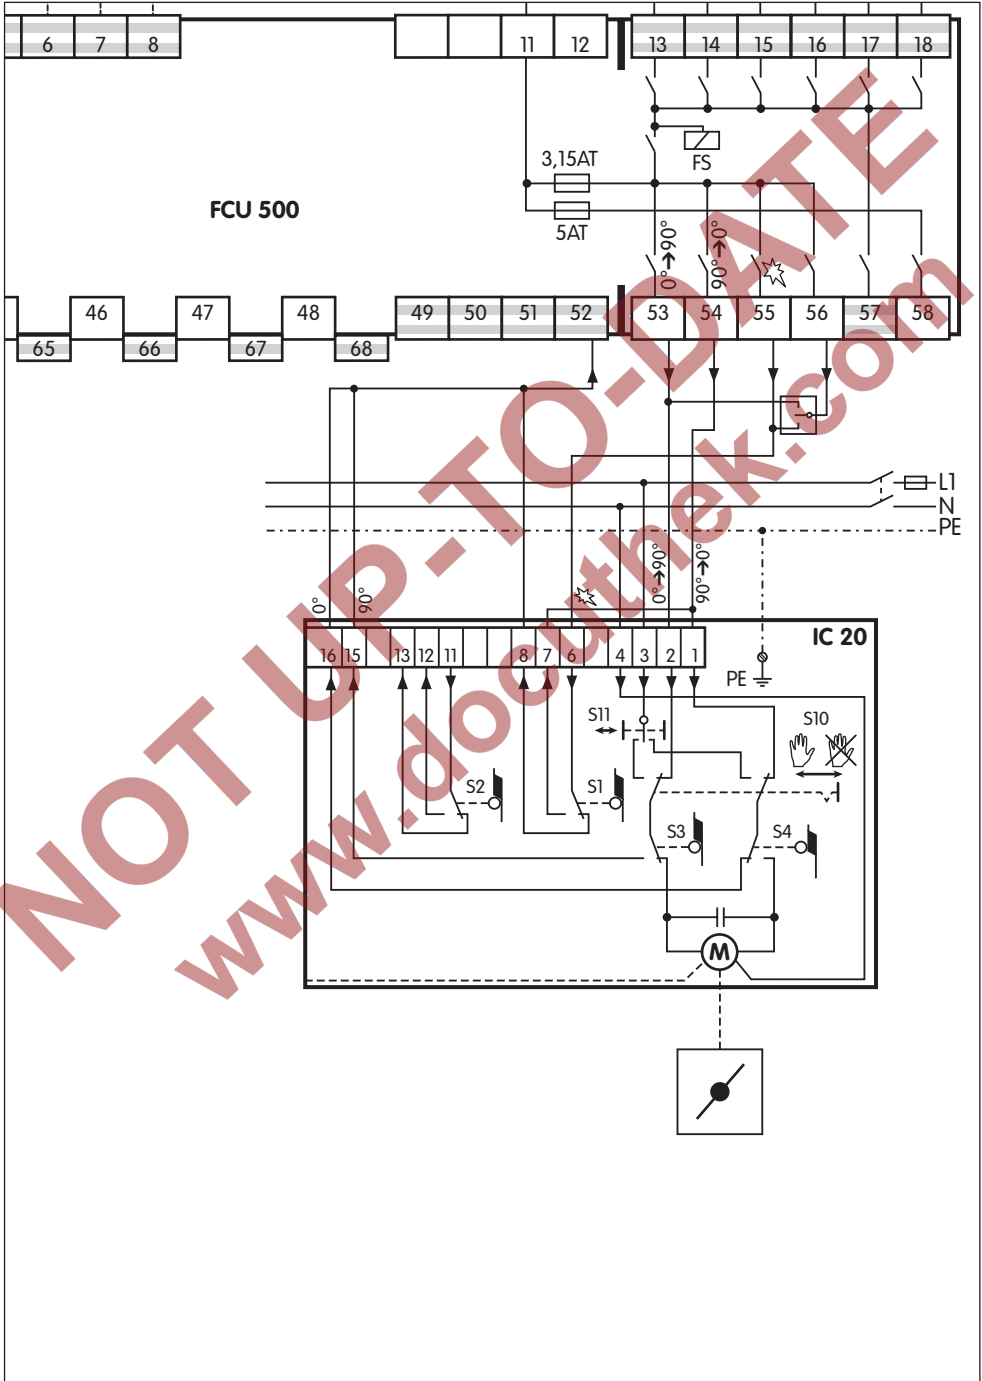 6 7 8 11 12 13 14 15 16 17 18
FS
3,15AT
5AT
FCU 500
0°➔90°
90°➔0°
46 47 48 49 50 51 52 53 54 55 56 57 58
65 66 67 68
L1
N
PE
0°
90°
0°➔90°
90°➔0°
IC 20
16 15 13 12 11 8 7 6 4 3 2 1
PE
S11
S10
S2
S1
S3
S4
M
NOT UP-TO-DATE
www.docuthek.com